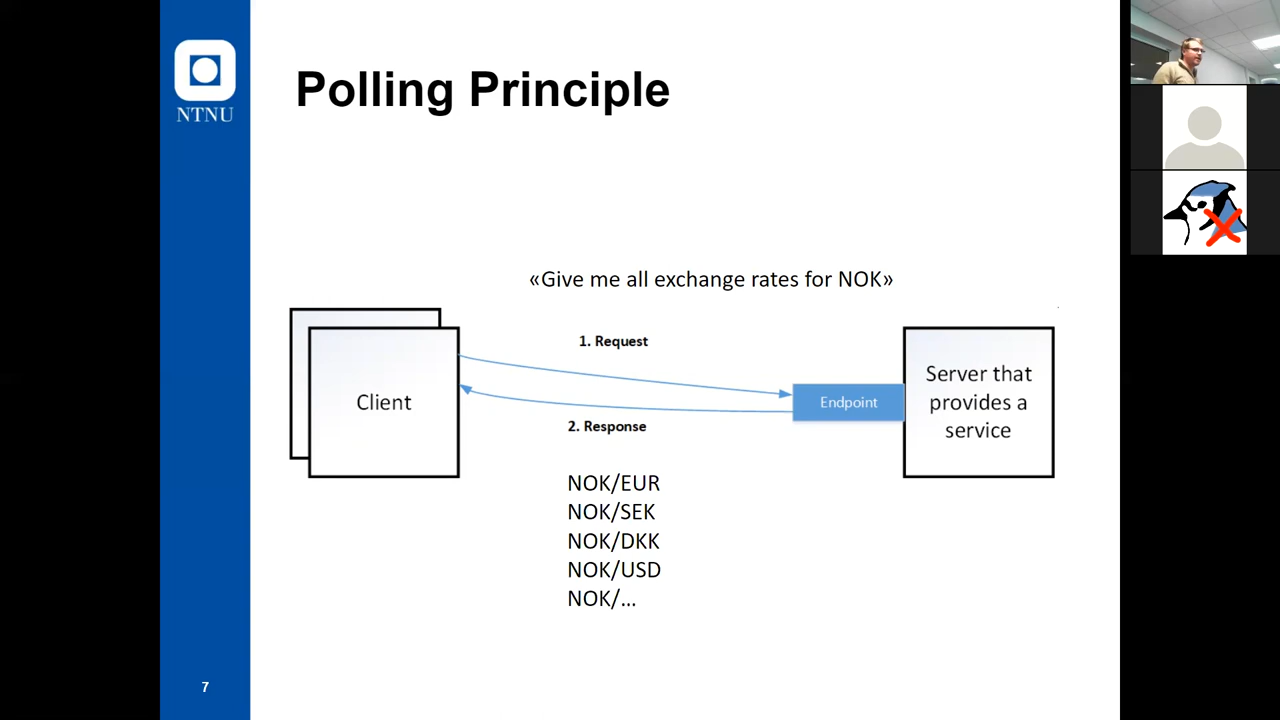 NTNU
Polling Principle
«Give me all exchange rates for NOK»
1. Request
Client
Endpoint
Server that
provides a
service
2. Response
NOK/EUR
NOK/SEK
NOK/DKK
NOK/USD
NOK/...
7